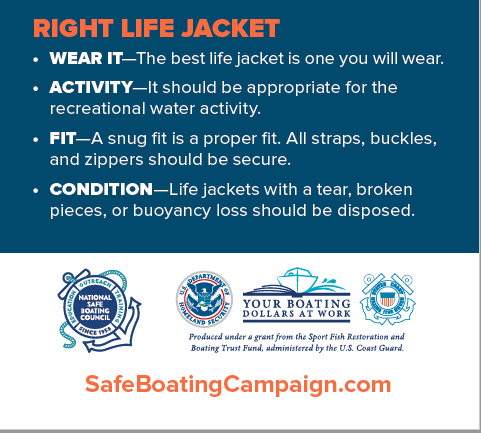 RIGHT LIFE JACKET
• WEAR IT—The best life jacket is one you will wear.
• ACTIVITY—It should be appropriate for the
recreational water activity.
• FIT—A snug fit is a proper fit. All straps, buckles,
and zippers should be secure.
• CONDITION—Life jackets with a tear, broken
pieces, or buoyancy loss should be disposed.
EDUCATION OUTREACH TRAINING
NATIONAL
SAFE
BOATING
COUNCIL
SINCE 1958
U.S. DEPARTMENT OF
HOMELAND SECURITY
YOUR BOATING
DOLLARS AT WORK
Produced under a grant from the Sport Fish Restoration and
Boating Trust Fund, administered by the U.S. Coast Guard.
SafeBoatingCampaign.com